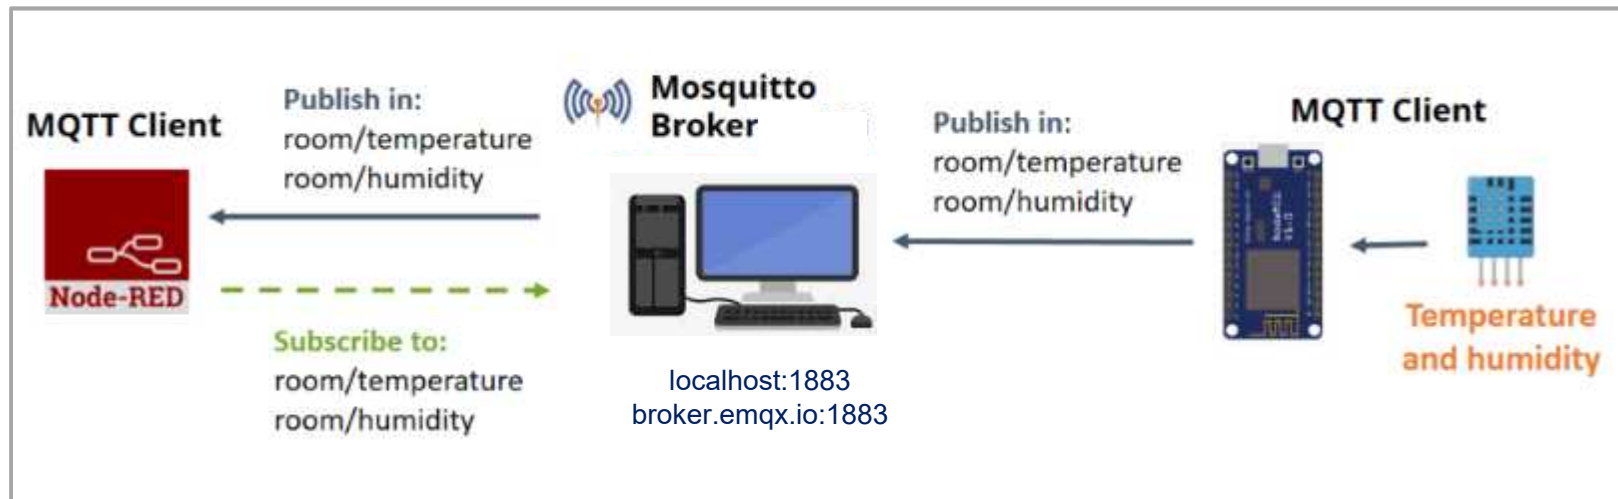 MQTT Client
Node-RED
Publish in:
room/temperature
room/humidity
Subscribe to:
room/temperature
room/humidity
Mosquitto
Broker
localhost:1883
broker.emqx.io:1883
Publish in:
room/temperature
room/humidity
MQTT Client
Temperature
and humidity